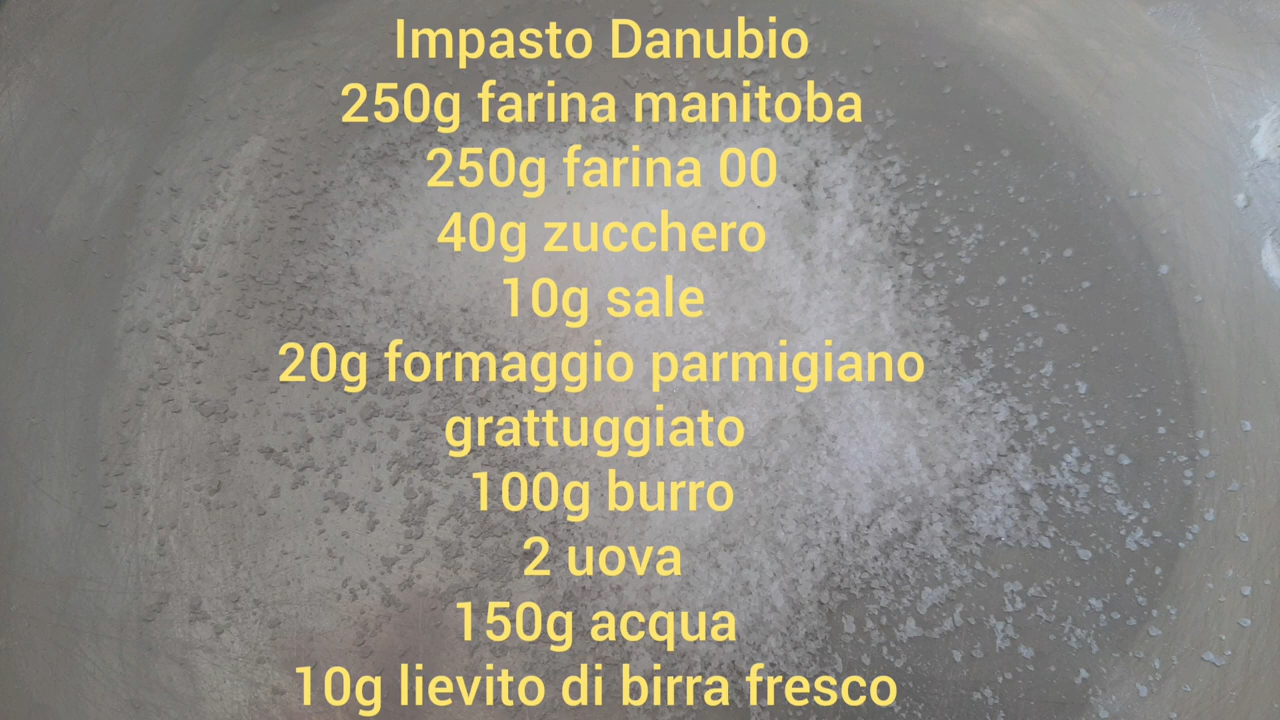 Impasto Danubio
250g farina manitoba
250g farina 00
40g zucchero
10g sale
20g formaggio parmigiano
grattuggiato
100g burro
2 uova
150g acqua
10g lievito di birra fresco